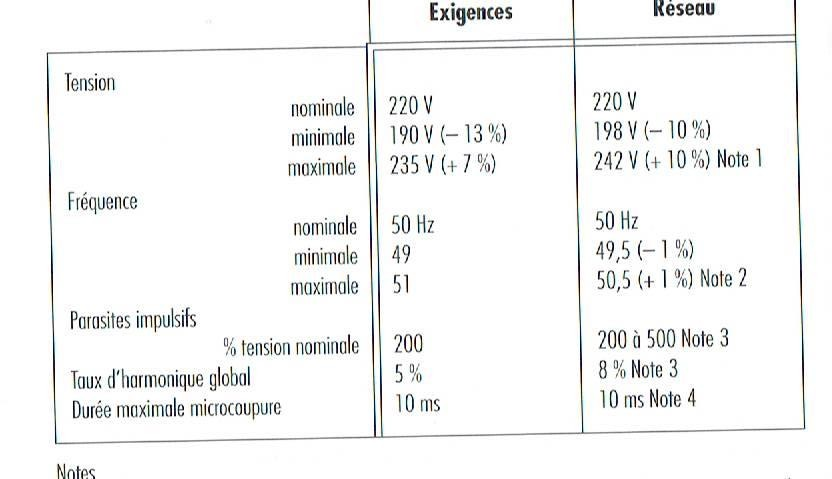 Exigences Réseau
Tension
nominale 220 V 220 V
minimale 190 V (– 13 %) 198 V (– 10 %)
maximale 235 V (+ 7 %) 242 V (+ 10 %) Note 1
Fréquence
nominale 50 Hz 50 Hz
minimale 49 49,5 (– 1 %)
maximale 51 50,5 (+ 1 %) Note 2
Parasites impulsifs
% tension nominale 200 200 à 500 Note 3
Taux d'harmonique global 5 % 8 % Note 3
Durée maximale microcoupure 10 ms 10 ms Note 4
Notes